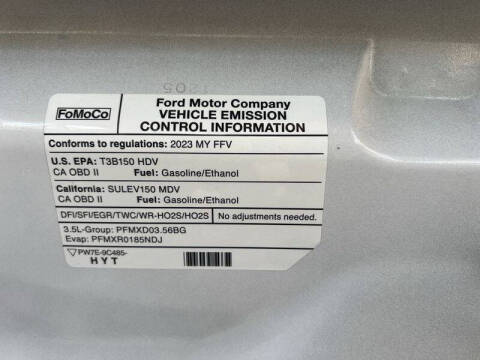 205
FoMoCo
Ford Motor Company
VEHICLE EMISSION
CONTROL INFORMATION
Conforms to regulations: 2023 MY FFV
U.S. EPA: T3B150 HDV
CA OBD II Fuel: Gasoline/Ethanol
California: SULEV150 MDV
CA OBD II Fuel: Gasoline/Ethanol
DFI/SFI/EGR/TWC/WR-HO2S/HO2S No adjustments needed.
3.5L-Group: PFMXD03.56BG
Evap: PFMXR0185NDJ
PW7E-9C485-
HYT